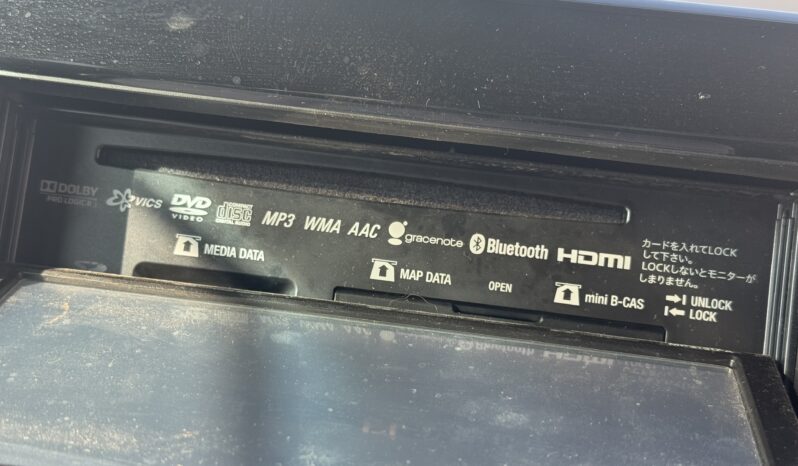 DOLBY
PRO LOGIC II
VICS
DVD
VIDEO
COMPACT
disc
DIGITAL AUDIO
MP3
WMA
AAC
gracenote
Bluetooth
HDMI
カードを入れてLOCK
して下さい。
LOCKしないとモニターが
しまりません。
MEDIA DATA
MAP DATA
OPEN
mini B-CAS
UNLOCK
LOCK